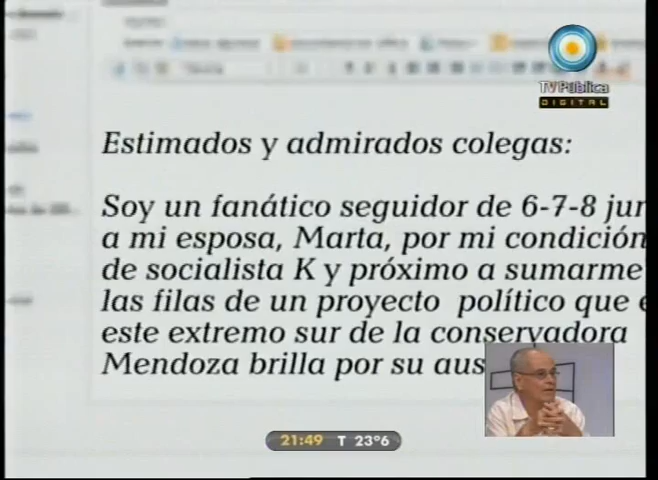 TV Pública
DIGITAL
Estimados y admirados colegas:
Soy un fanático seguidor de 6-7-8 jun
a mi esposa, Marta, por mi condición
de socialista K y próximo a sumarme
las filas de un proyecto político que e
este extremo sur de la conservadora
Mendoza brilla por su aus
21:49 T 23º6